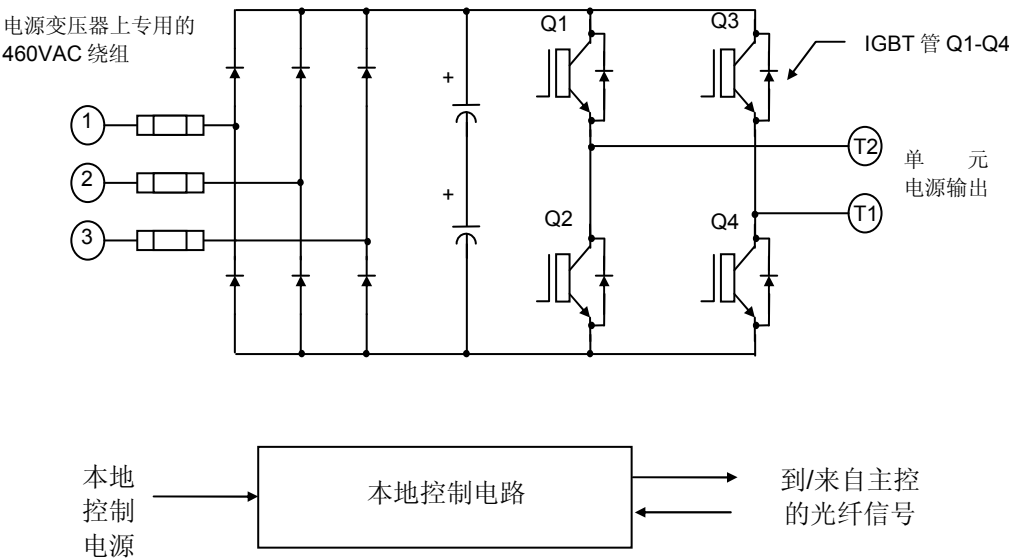 电源变压器上专用的
460VAC 绕组
Q1
Q3
IGBT 管 Q1-Q4
+
1
T2
单 元
电源输出
2
+
T1
3
Q2
Q4
本地
控制
电源
本地控制电路
到/来自主控
的光纤信号